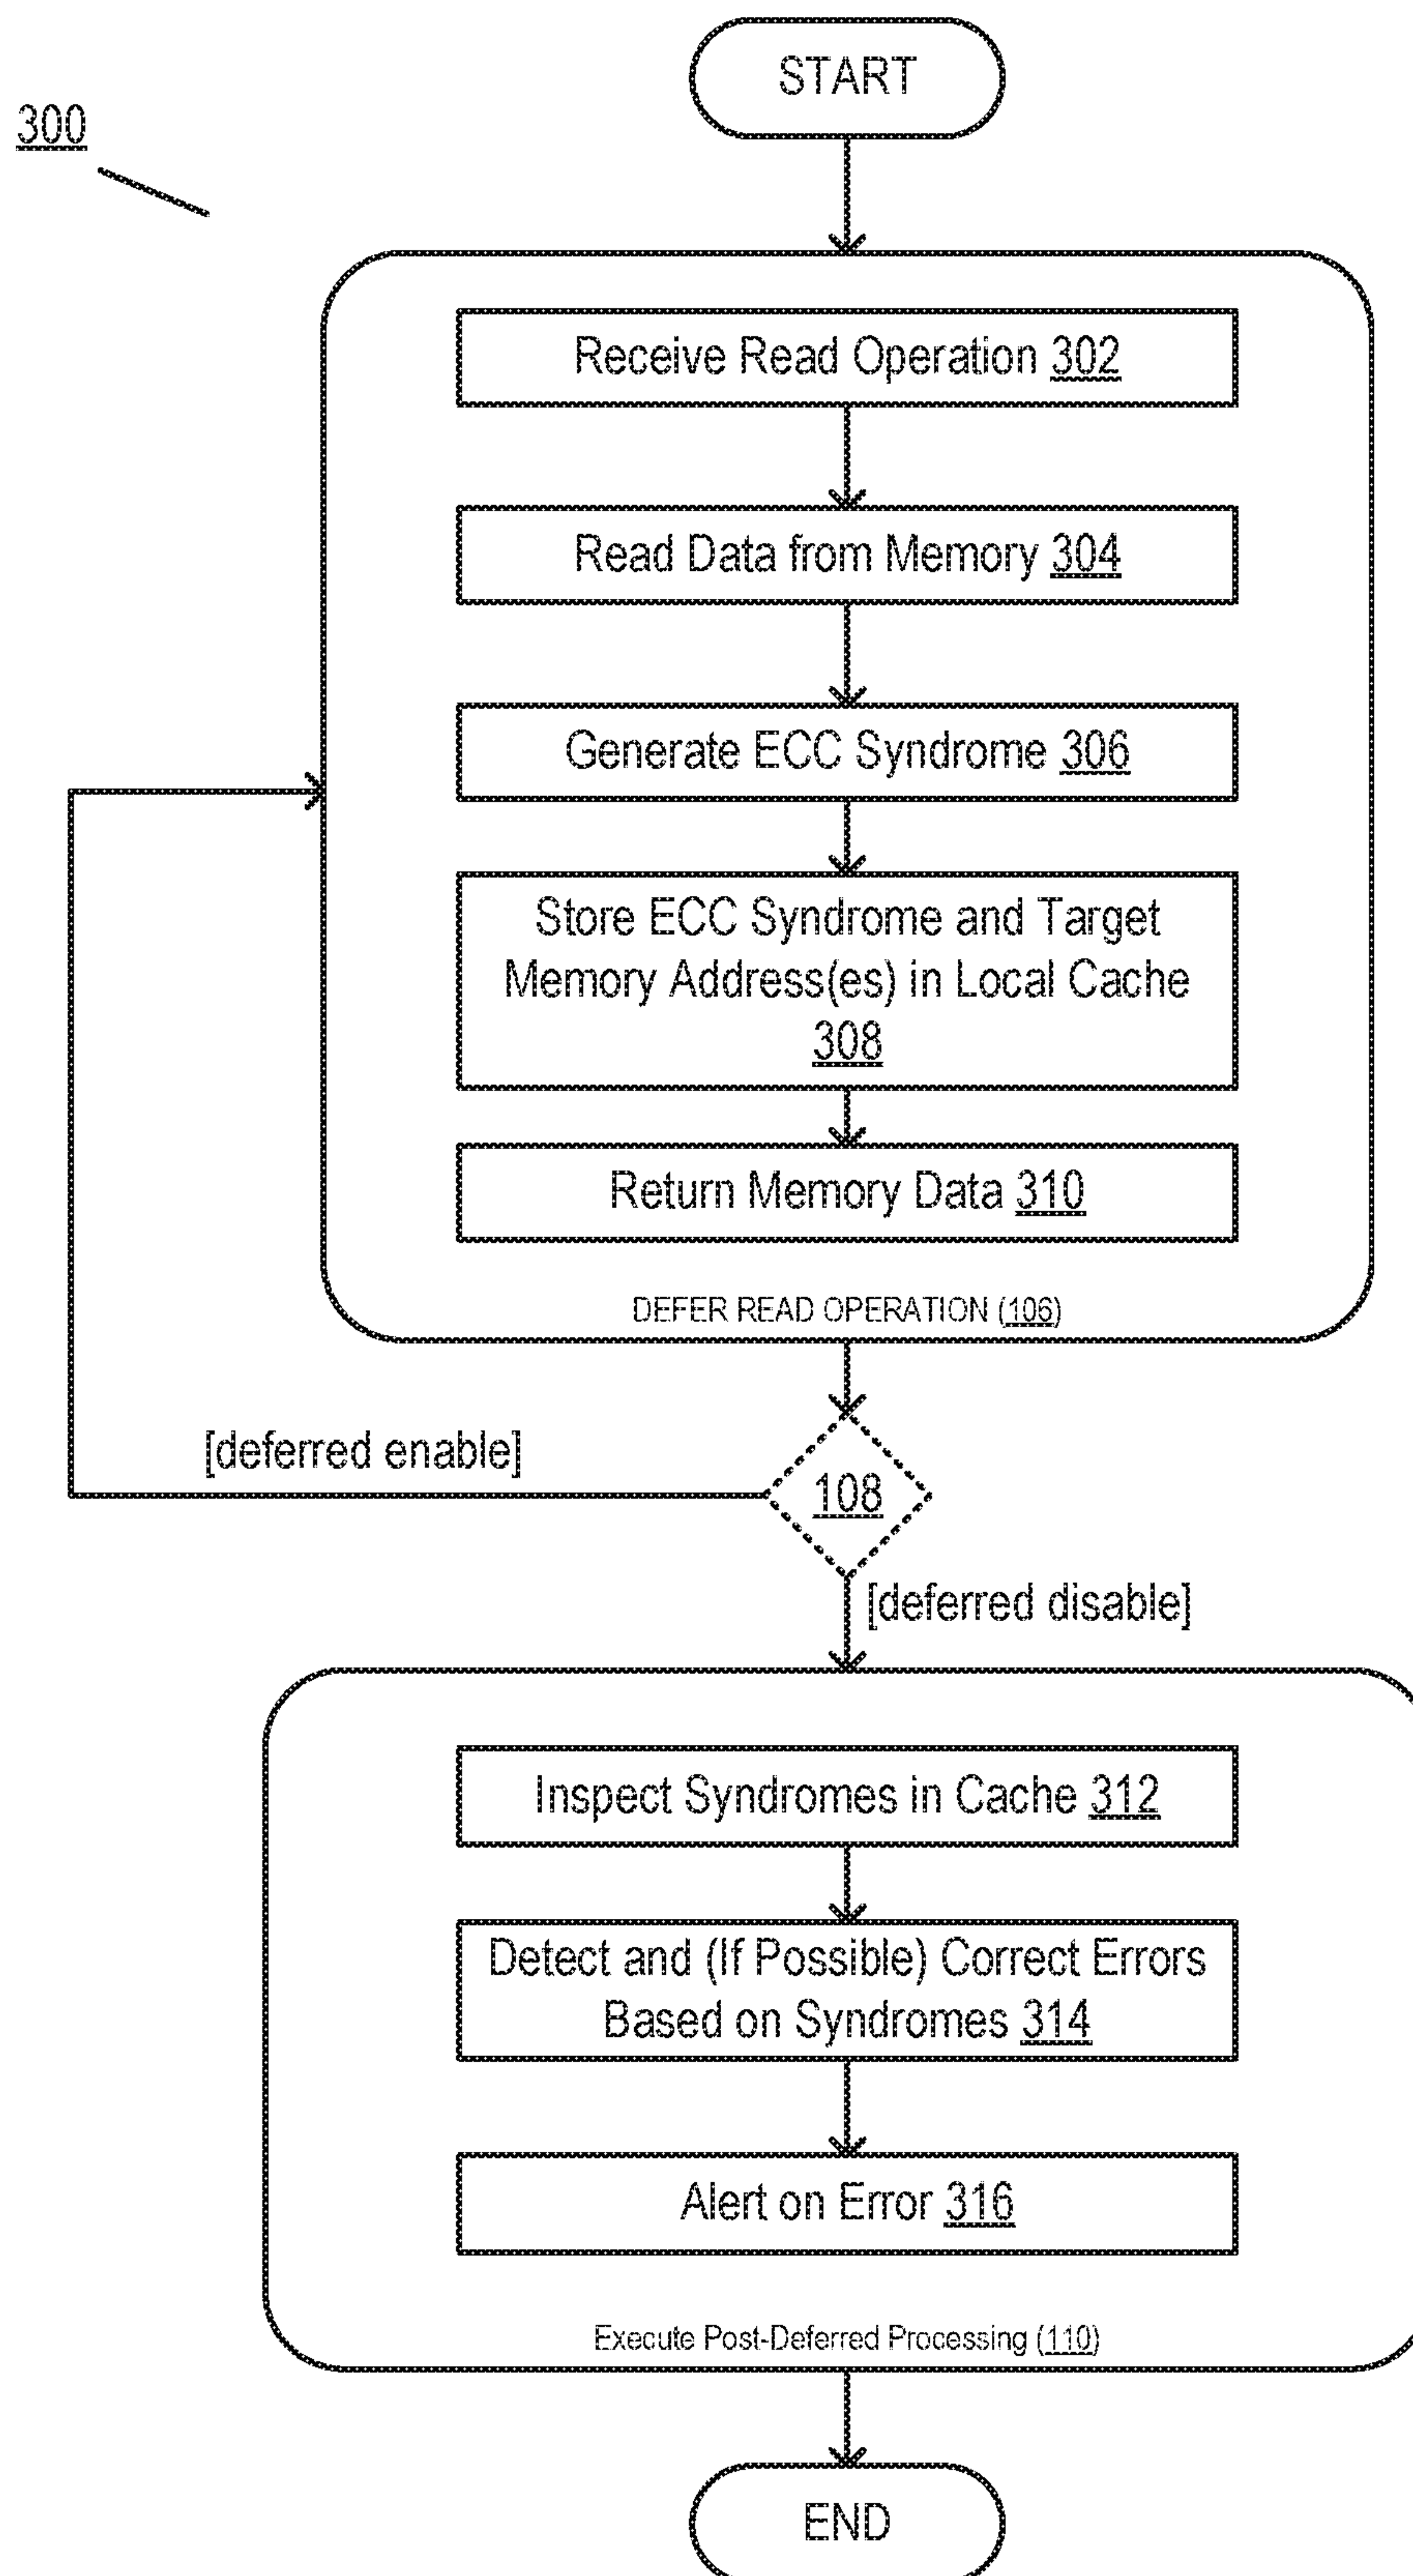 START
300
Receive Read Operation 302
Read Data from Memory 304
Generate ECC Syndrome 306
Store ECC Syndrome and Target
Memory Address(es) in Local Cache
308
Return Memory Data 310
DEFER READ OPERATION (106)
[deferred enable]
108
[deferred disable]
Inspect Syndromes in Cache 312
Detect and (If Possible) Correct Errors
Based on Syndromes 314
Alert on Error 316
Execute Post-Deferred Processing (110)
END